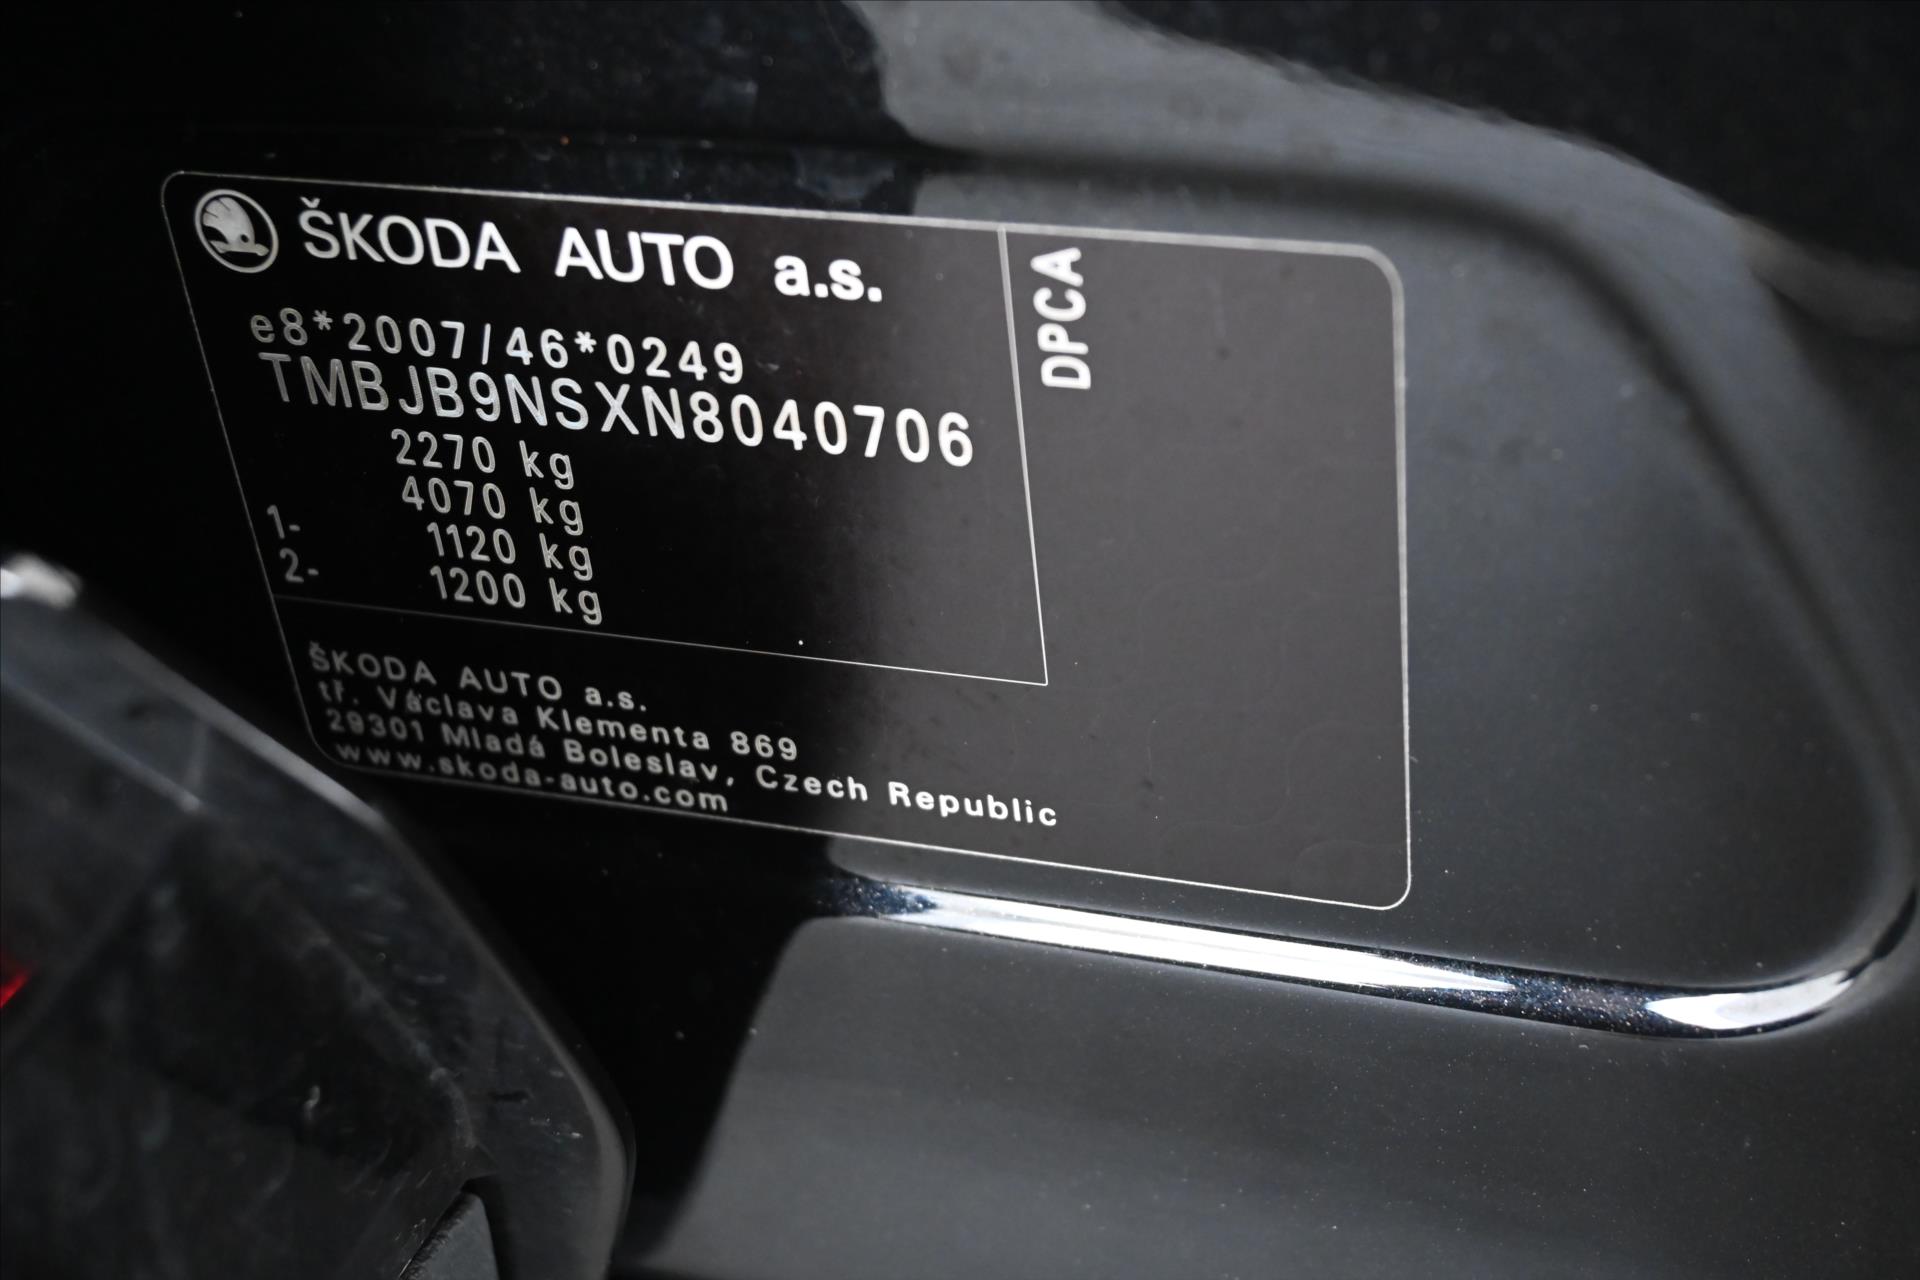 ŠKODA AUTO a.s.
e8*2007/46*0249
TMBJB9NSXN8040706
2270 kg
4070 kg
1- 1120 kg
2- 1200 kg
DPCA
ŠKODA AUTO a.s.
tř. Václava Klementa 869
29301 Mladá Boleslav, Czech Republic
www.skoda-auto.com